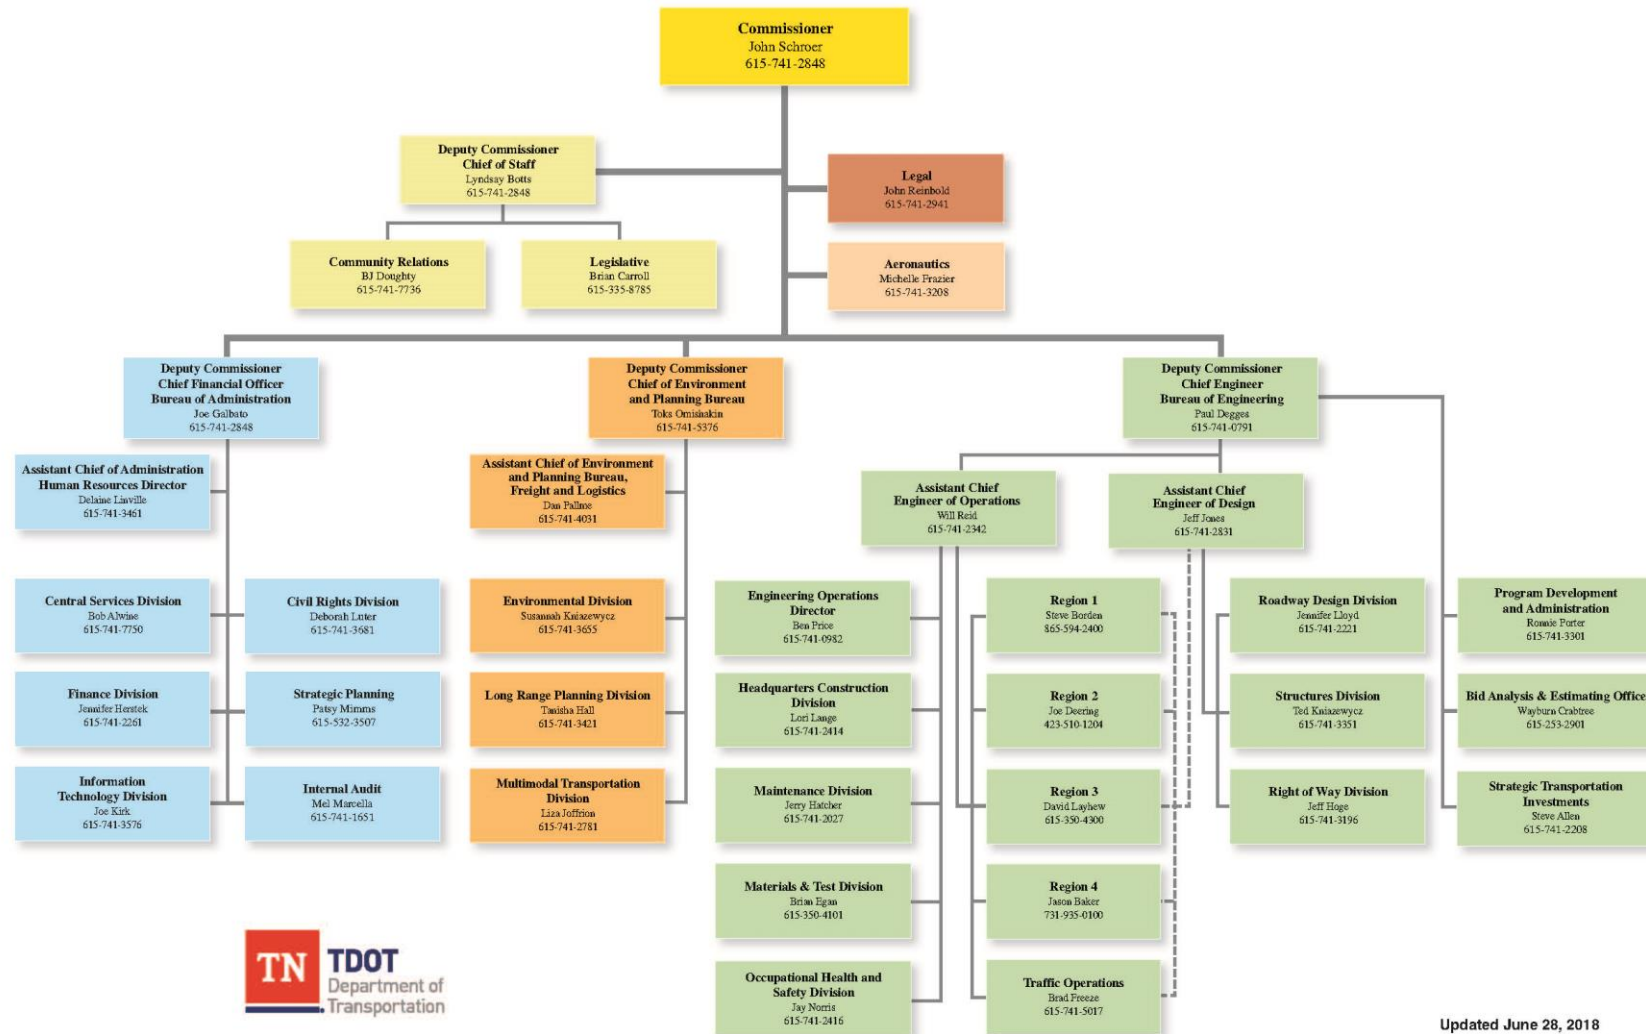 Commissioner
John Schroer
615-741-2848
Deputy Commissioner
Chief of Staff
Lyndsay Botts
615-741-2848
Legal
John Reinbold
615-741-2941
Community Relations
BJ Doughty
615-741-7736
Legislative
Brian Carroll
615-335-8785
Aeronautics
Michelle Frazier
615-741-3208
Deputy Commissioner
Chief Financial Officer
Bureau of Administration
Joe Galbato
615-741-2848
Deputy Commissioner
Chief of Environment
and Planning Bureau
Toks Omishakin
615-741-5376
Deputy Commissioner
Chief Engineer
Bureau of Engineering
Paul Degges
615-741-0791
Assistant Chief of Administration
Human Resources Director
Delaine Linville
615-741-3461
Assistant Chief of Environment
and Planning Bureau,
Freight and Logistics
Dan Pallme
615-741-4031
Assistant Chief
Engineer of Operations
Will Reid
615-741-2342
Assistant Chief
Engineer of Design
Jeff Jones
615-741-2831
Central Services Division
Bob Alwine
615-741-7750
Civil Rights Division
Deborah Luter
615-741-3681
Environmental Division
Susannah Kniazewycz
615-741-3655
Engineering Operations
Director
Ben Price
615-741-0982
Region 1
Steve Borden
865-594-2400
Roadway Design Division
Jennifer Lloyd
615-741-2221
Program Development
and Administration
Ronnie Porter
615-741-3301
Finance Division
Jennifer Herstek
615-741-2261
Strategic Planning
Patsy Mimms
615-532-3507
Long Range Planning Division
Tanisha Hall
615-741-3421
Headquarters Construction
Division
Lori Lange
615-741-2414
Region 2
Joe Deering
423-510-1204
Structures Division
Ted Kniazewycz
615-741-3351
Bid Analysis & Estimating Office
Wayburn Crabtree
615-253-2901
Information
Technology Division
Joe Kirk
615-741-3576
Internal Audit
Mel Marcella
615-741-1651
Multimodal Transportation
Division
Liza Joffrion
615-741-2781
Maintenance Division
Jerry Hatcher
615-741-2027
Region 3
David Layhew
615-350-4300
Right of Way Division
Jeff Hoge
615-741-3196
Strategic Transportation
Investments
Steve Allen
615-741-2208
Materials & Test Division
Brian Egan
615-350-4101
Region 4
Jason Baker
731-935-0100
Occupational Health and
Safety Division
Jay Norris
615-741-2416
Traffic Operations
Brad Freeze
615-741-5017
TN
TDOT
Department of
Transportation
Updated June 28, 2018